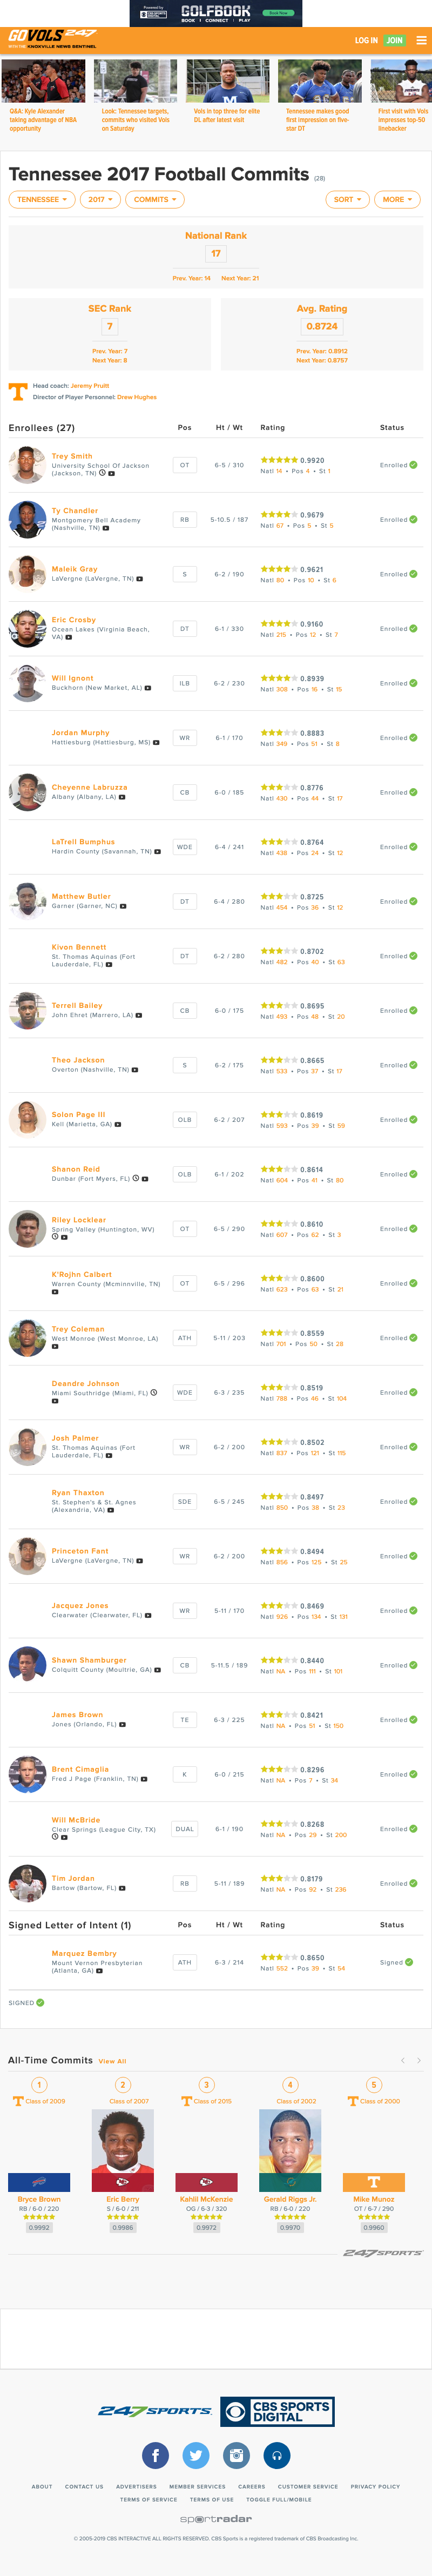 Powered by
CBS SPORTS DIGITAL
GOLFBOOK
BOOK | CONNECT | PLAY
Book Now
GOVOLS247
WITH THE KNOXVILLE NEWS SENTINEL
LOG IN
JOIN
Q&A: Kyle Alexander taking advantage of NBA opportunity
Look: Tennessee targets, commits who visited Vols on Saturday
Vols in top three for elite DL after latest visit
Tennessee makes good first impression on five-star DT
First visit with Vols impresses top-50 linebacker
Tennessee 2017 Football Commits (28)
TENNESSEE
2017
COMMITS
SORT
MORE
National Rank
17
Prev. Year: 14 Next Year: 21
SEC Rank
7
Prev. Year: 7
Next Year: 8
Avg. Rating
0.8724
Prev. Year: 0.8912
Next Year: 0.8757
Head coach: Jeremy Pruitt
Director of Player Personnel: Drew Hughes
Enrollees (27) Pos Ht / Wt Rating Status
Trey Smith
University School Of Jackson (Jackson, TN)
OT 6-5 / 310 0.9920
Natl 14 • Pos 4 • St 1
Enrolled
Ty Chandler
Montgomery Bell Academy (Nashville, TN)
RB 5-10.5 / 187 0.9679
Natl 67 • Pos 5 • St 5
Enrolled
Maleik Gray
LaVergne (LaVergne, TN)
S 6-2 / 190 0.9621
Natl 80 • Pos 10 • St 6
Enrolled
Eric Crosby
Ocean Lakes (Virginia Beach, VA)
DT 6-1 / 330 0.9160
Natl 215 • Pos 12 • St 7
Enrolled
Will Ignont
Buckhorn (New Market, AL)
ILB 6-2 / 230 0.8939
Natl 308 • Pos 16 • St 15
Enrolled
Jordan Murphy
Hattiesburg (Hattiesburg, MS)
WR 6-1 / 170 0.8883
Natl 349 • Pos 51 • St 8
Enrolled
Cheyenne Labruzza
Albany (Albany, LA)
CB 6-0 / 185 0.8776
Natl 430 • Pos 44 • St 17
Enrolled
LaTrell Bumphus
Hardin County (Savannah, TN)
WDE 6-4 / 241 0.8764
Natl 438 • Pos 24 • St 12
Enrolled
Matthew Butler
Garner (Garner, NC)
DT 6-4 / 280 0.8725
Natl 454 • Pos 36 • St 12
Enrolled
Kivon Bennett
St. Thomas Aquinas (Fort Lauderdale, FL)
DT 6-2 / 280 0.8702
Natl 482 • Pos 40 • St 63
Enrolled
Terrell Bailey
John Ehret (Marrero, LA)
CB 6-0 / 175 0.8695
Natl 493 • Pos 48 • St 20
Enrolled
Theo Jackson
Overton (Nashville, TN)
S 6-2 / 175 0.8665
Natl 533 • Pos 37 • St 17
Enrolled
Solon Page III
Kell (Marietta, GA)
OLB 6-2 / 207 0.8619
Natl 593 • Pos 39 • St 59
Enrolled
Shanon Reid
Dunbar (Fort Myers, FL)
OLB 6-1 / 202 0.8614
Natl 604 • Pos 41 • St 80
Enrolled
Riley Locklear
Spring Valley (Huntington, WV)
OT 6-5 / 290 0.8610
Natl 607 • Pos 62 • St 3
Enrolled
K'Rojhn Calbert
Warren County (Mcminnville, TN)
OT 6-5 / 296 0.8600
Natl 623 • Pos 63 • St 21
Enrolled
Trey Coleman
West Monroe (West Monroe, LA)
ATH 5-11 / 203 0.8559
Natl 701 • Pos 50 • St 28
Enrolled
Deandre Johnson
Miami Southridge (Miami, FL)
WDE 6-3 / 235 0.8519
Natl 788 • Pos 46 • St 104
Enrolled
Josh Palmer
St. Thomas Aquinas (Fort Lauderdale, FL)
WR 6-2 / 200 0.8502
Natl 837 • Pos 121 • St 115
Enrolled
Ryan Thaxton
St. Stephen's & St. Agnes (Alexandria, VA)
SDE 6-5 / 245 0.8497
Natl 850 • Pos 38 • St 23
Enrolled
Princeton Fant
LaVergne (LaVergne, TN)
WR 6-2 / 200 0.8494
Natl 856 • Pos 125 • St 25
Enrolled
Jacquez Jones
Clearwater (Clearwater, FL)
WR 5-11 / 170 0.8469
Natl 926 • Pos 134 • St 131
Enrolled
Shawn Shamburger
Colquitt County (Moultrie, GA)
CB 5-11.5 / 189 0.8440
Natl NA • Pos 111 • St 101
Enrolled
James Brown
Jones (Orlando, FL)
TE 6-3 / 225 0.8421
Natl NA • Pos 51 • St 150
Enrolled
Brent Cimaglia
Fred J Page (Franklin, TN)
K 6-0 / 215 0.8296
Natl NA • Pos 7 • St 34
Enrolled
Will McBride
Clear Springs (League City, TX)
DUAL 6-1 / 190 0.8268
Natl NA • Pos 29 • St 200
Enrolled
Tim Jordan
Bartow (Bartow, FL)
RB 5-11 / 189 0.8179
Natl NA • Pos 92 • St 236
Enrolled
Signed Letter of Intent (1) Pos Ht / Wt Rating Status
Marquez Bembry
Mount Vernon Presbyterian (Atlanta, GA)
ATH 6-3 / 214 0.8650
Natl 552 • Pos 39 • St 54
Signed
SIGNED
All-Time Commits View All
1 2 3 4 5
Class of 2009 Class of 2007 Class of 2015 Class of 2002 Class of 2000
Bryce Brown Eric Berry Kahlil McKenzie Gerald Riggs Jr. Mike Munoz
RB / 6-0 / 220 S / 6-0 / 211 OG / 6-3 / 320 RB / 6-0 / 220 OT / 6-7 / 290
0.9992 0.9986 0.9972 0.9970 0.9960
247SPORTS
247SPORTS
CBS SPORTS DIGITAL
ABOUT CONTACT US ADVERTISERS MEMBER SERVICES CAREERS CUSTOMER SERVICE PRIVACY POLICY
TERMS OF SERVICE TERMS OF USE TOGGLE FULL/MOBILE
sportradar
© 2005-2019 CBS INTERACTIVE ALL RIGHTS RESERVED. CBS Sports is a registered trademark of CBS Broadcasting Inc.